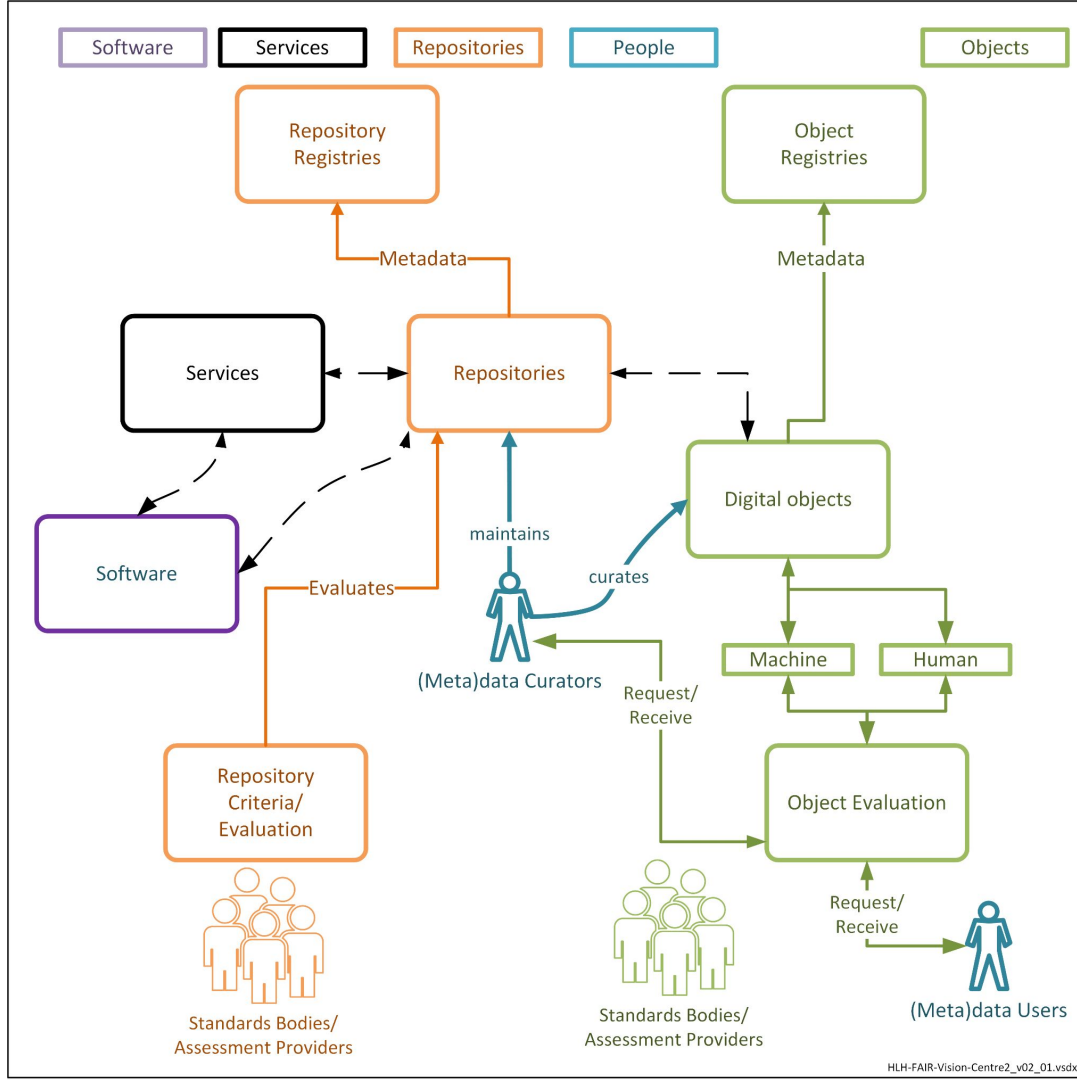 Software
Services
Repositories
People
Objects
Repository
Registries
Object
Registries
Metadata
Metadata
Services
Repositories
Digital objects
Software
maintains
curates
Evaluates
Machine
Human
(Meta)data Curators
Request/
Receive
Repository
Criteria/
Evaluation
Object Evaluation
Request/
Receive
Standards Bodies/
Assessment Providers
Standards Bodies/
Assessment Providers
(Meta)data Users
HLH-FAIR-Vision-Centre2_v02_01.vsdx